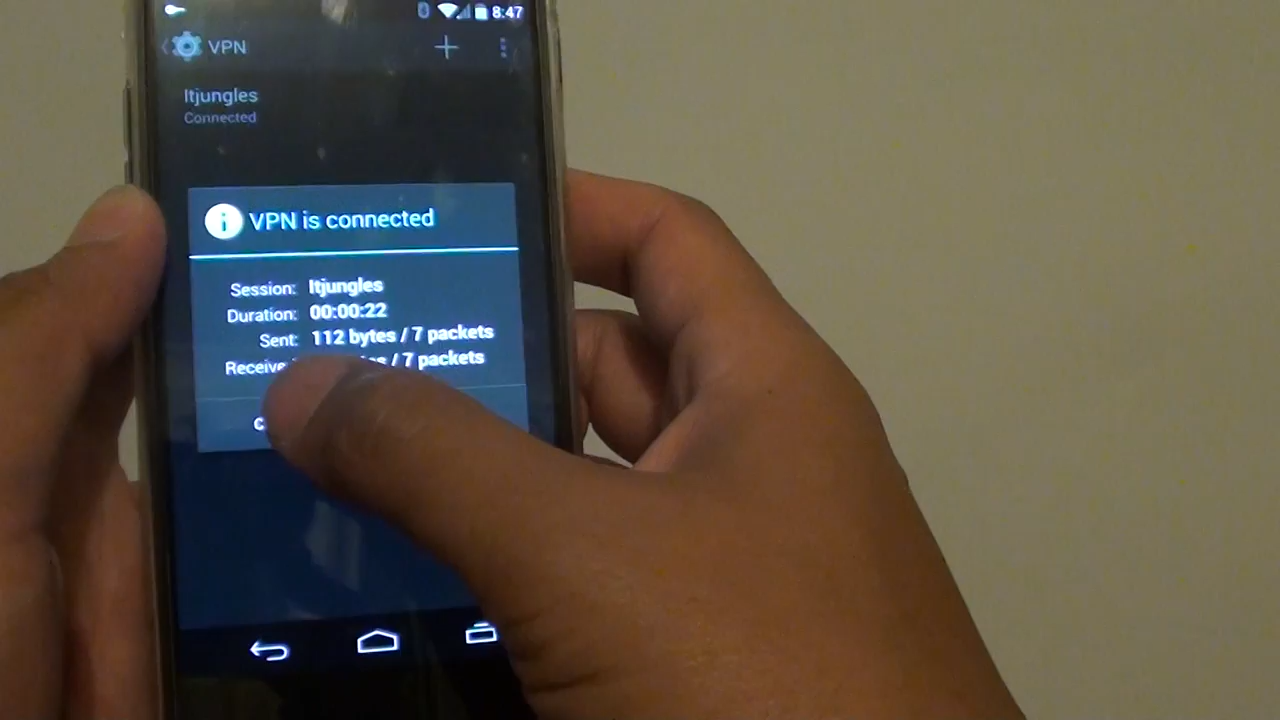 8:47
VPN
Itjungles
Connected
VPN is connected
Session: Itjungles
Duration: 00:00:22
Sent: 112 bytes / 7 packets
/ 7 packets